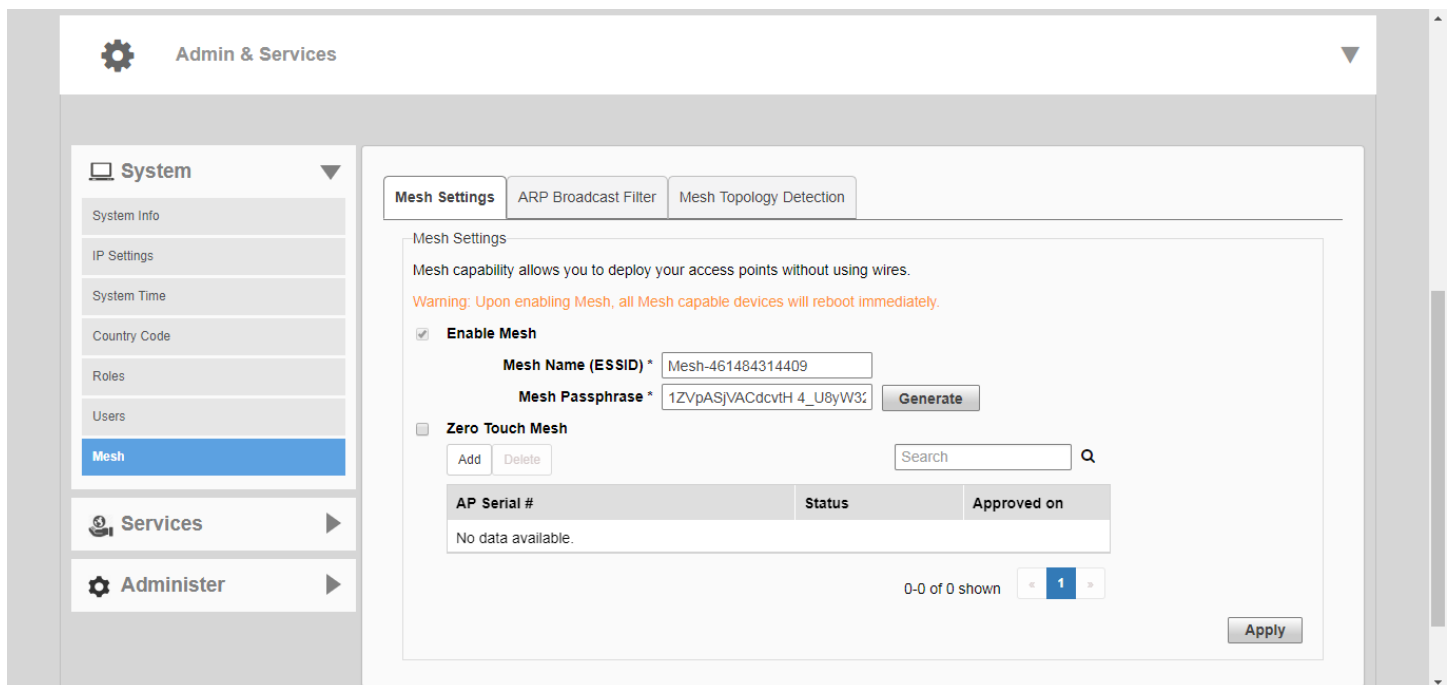 Admin & Services
System
System Info
IP Settings
System Time
Country Code
Roles
Users
Mesh
Services
Administer
Mesh Settings ARP Broadcast Filter Mesh Topology Detection
Mesh Settings
Mesh capability allows you to deploy your access points without using wires.
Warning: Upon enabling Mesh, all Mesh capable devices will reboot immediately.
Enable Mesh
Mesh Name (ESSID) * Mesh-461484314409
Mesh Passphrase * 1ZVpASjVACdcvtH 4_U8yW32 Generate
Zero Touch Mesh
Add Delete Search
AP Serial # Status Approved on
No data available.
0-0 of 0 shown « 1 »
Apply